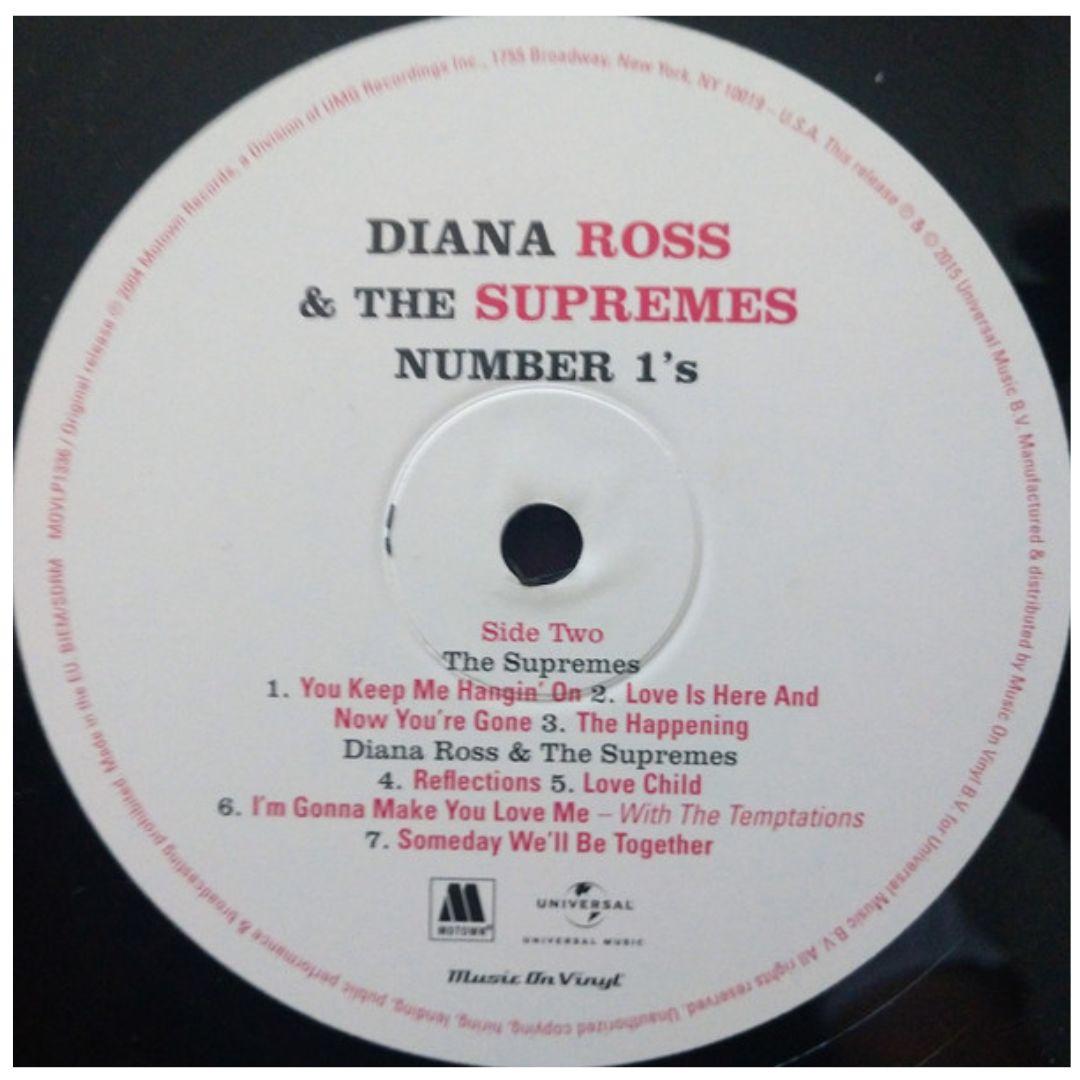 DIANA ROSS
& THE SUPREMES
NUMBER 1's
Side Two
The Supremes
1. You Keep Me Hangin' On 2. Love Is Here And
Now You're Gone 3. The Happening
Diana Ross & The Supremes
4. Reflections 5. Love Child
6. I'm Gonna Make You Love Me – With The Temptations
7. Someday We'll Be Together
M
MOTOWN®
UNIVERSAL
UNIVERSAL MUSIC
Music On Vinyl
MOVLP1336 / Original release ℗ 2004 Motown Records, a Division of UMG Recordings Inc., 1755 Broadway, New York, NY 10019 – U.S.A. This release ℗ & © 2015 Universal Music B.V. Manufactured & distributed by Music On Vinyl B.V. for Universal Music B.V. All rights reserved. Unauthorized copying, hiring, lending, public performance & broadcasting prohibited Made in the EU. BIEM/SDRM